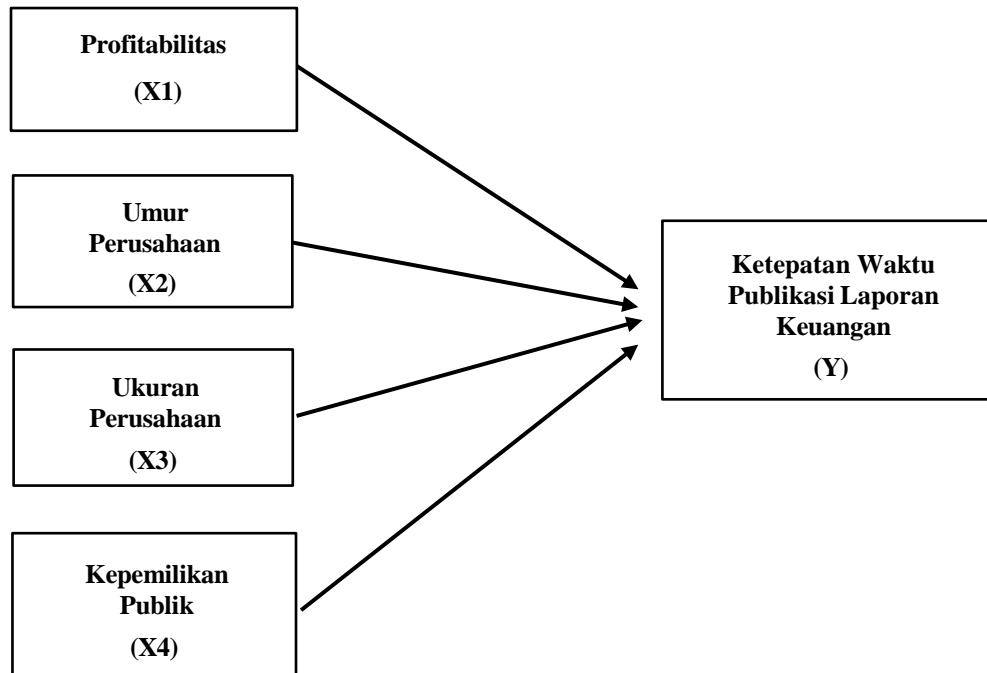 Profitabilitas
(X1)
Umur
Perusahaan
(X2)
Ukuran
Perusahaan
(X3)
Kepemilikan
Publik
(X4)
Ketepatan Waktu
Publikasi Laporan
Keuangan
(Y)